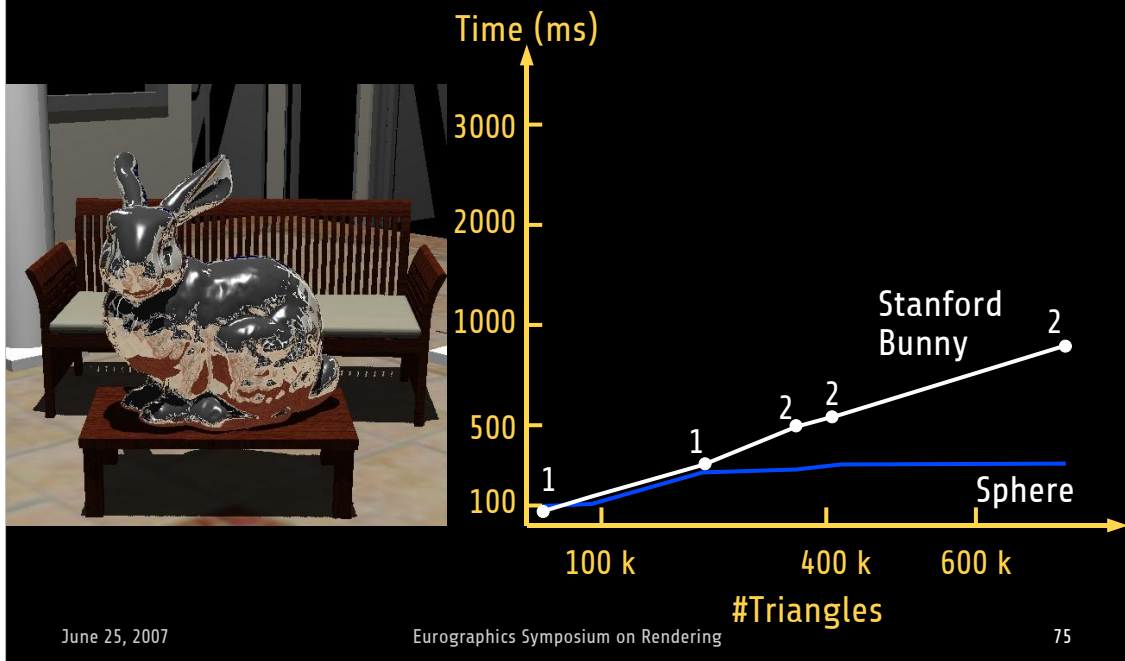 Time (ms)
3000
2000
1000
500
100
Stanford
Bunny
2
2
2
1
1
Sphere
100 k
400 k
600 k
#Triangles
June 25, 2007
Eurographics Symposium on Rendering
75